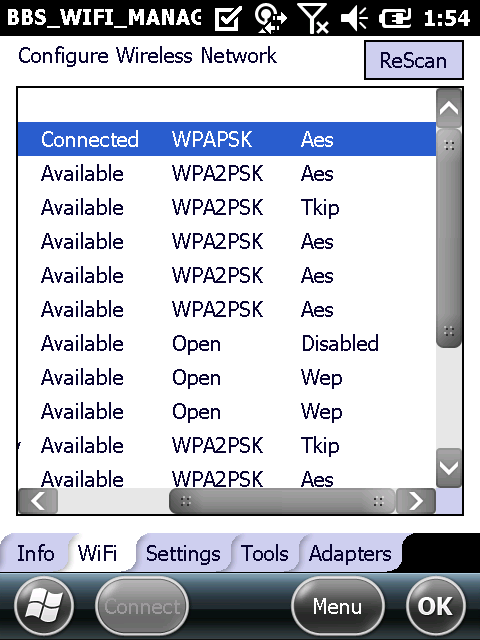 BBS_WIFI_MANAG 1:54
Configure Wireless Network ReScan
Connected WPAPSK Aes
Available WPA2PSK Aes
Available WPA2PSK Tkip
Available WPA2PSK Aes
Available WPA2PSK Aes
Available WPA2PSK Aes
Available Open Disabled
Available Open Wep
Available Open Wep
Available WPA2PSK Tkip
Available WPA2PSK Aes
Info WiFi Settings Tools Adapters
Connect Menu OK